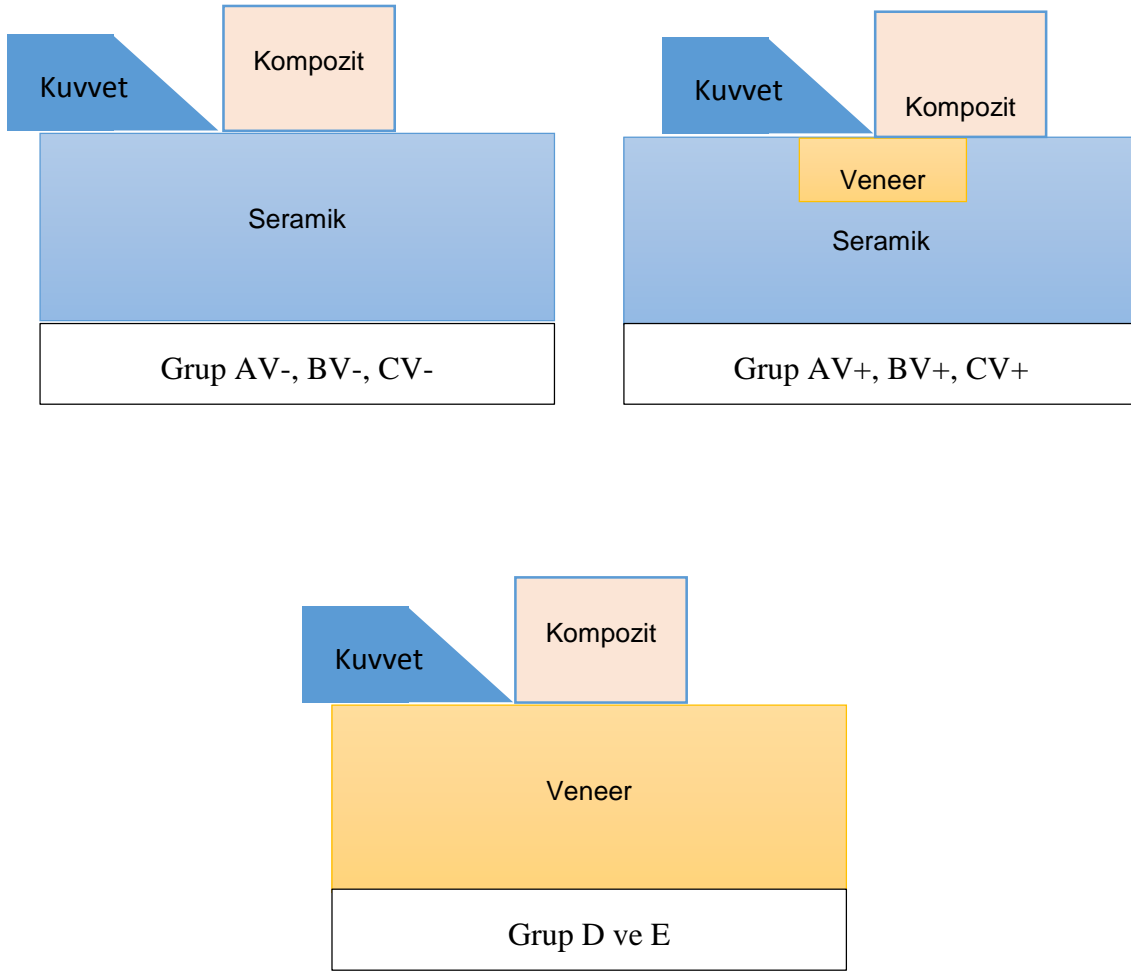 Kompozit
Kuvvet
Seramik
Grup AV-, BV-, CV-
Kuvvet
Kompozit
Veneer
Seramik
Grup AV+, BV+, CV+
Kompozit
Kuvvet
Veneer
Grup D ve E